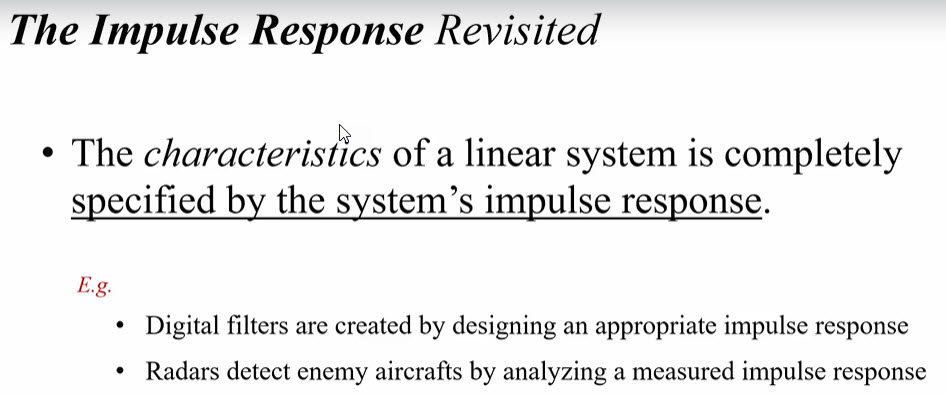 The Impulse Response Revisited
• The characteristics of a linear system is completely
specified by the system’s impulse response.
E.g.
• Digital filters are created by designing an appropriate impulse response
• Radars detect enemy aircrafts by analyzing a measured impulse response